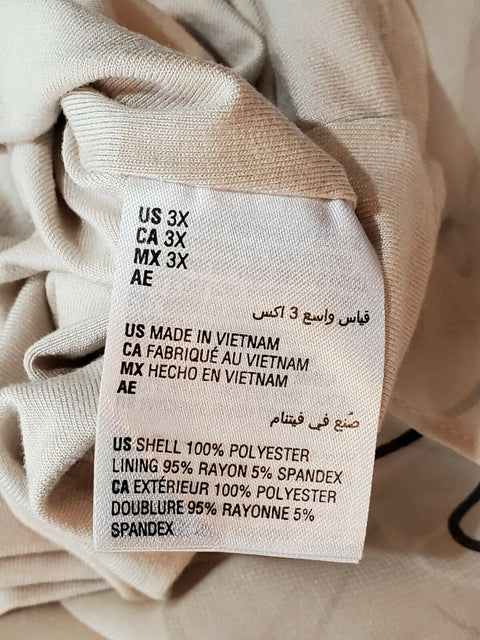 US 3X
CA 3X
MX 3X
AE
قياس واسع 3 اكس
US MADE IN VIETNAM
CA FABRIQUÉ AU VIETNAM
MX HECHO EN VIETNAM
AE
صُنع في فيتنام
US SHELL 100% POLYESTER
LINING 95% RAYON 5% SPANDEX
CA EXTÉRIEUR 100% POLYESTER
DOUBLURE 95% RAYONNE 5%
SPANDEX